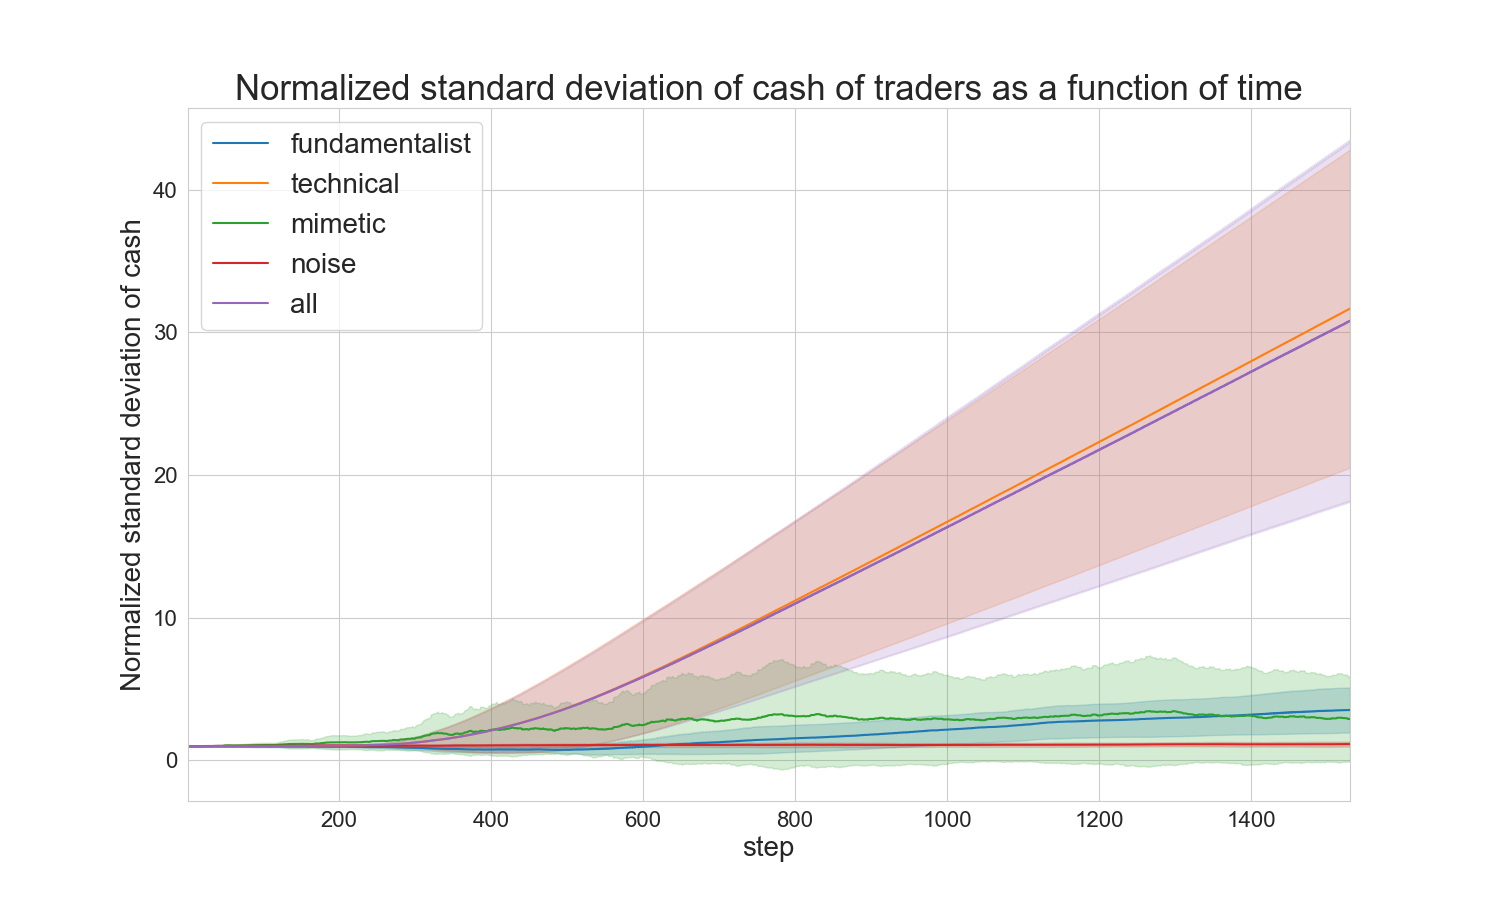 Normalized standard deviation of cash of traders as a function of time
fundamentalist
technical
mimetic
noise
all
Normalized standard deviation of cash
40
30
20
10
0
200 400 600 800 1000 1200 1400
step